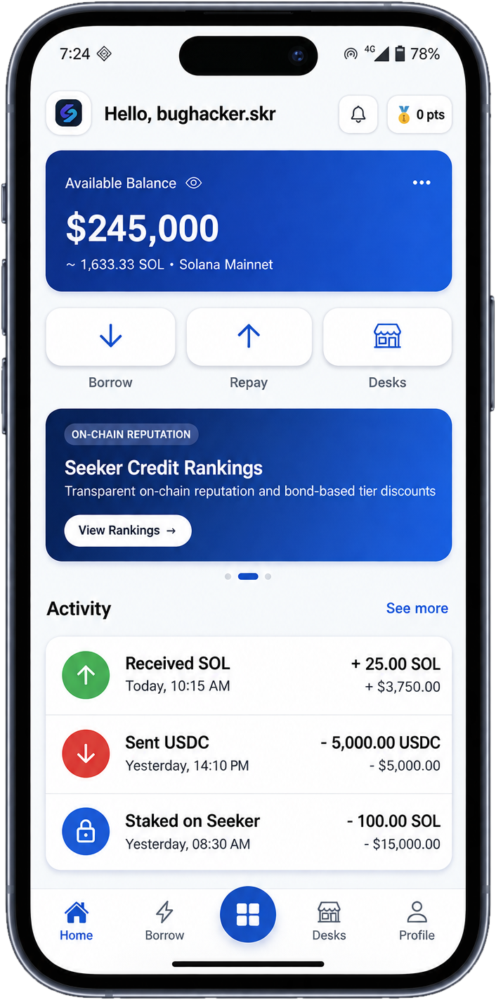 7:24 4G 78%
Hello, bughacker.skr 0 pts
Available Balance
$245,000
~ 1,633.33 SOL • Solana Mainnet
Borrow Repay Desks
ON-CHAIN REPUTATION
Seeker Credit Rankings
Transparent on-chain reputation and bond-based tier discounts
View Rankings →
Activity See more
Received SOL + 25.00 SOL
Today, 10:15 AM + $3,750.00
Sent USDC - 5,000.00 USDC
Yesterday, 14:10 PM - $5,000.00
Staked on Seeker - 100.00 SOL
Yesterday, 08:30 AM - $15,000.00
Home Borrow Desks Profile